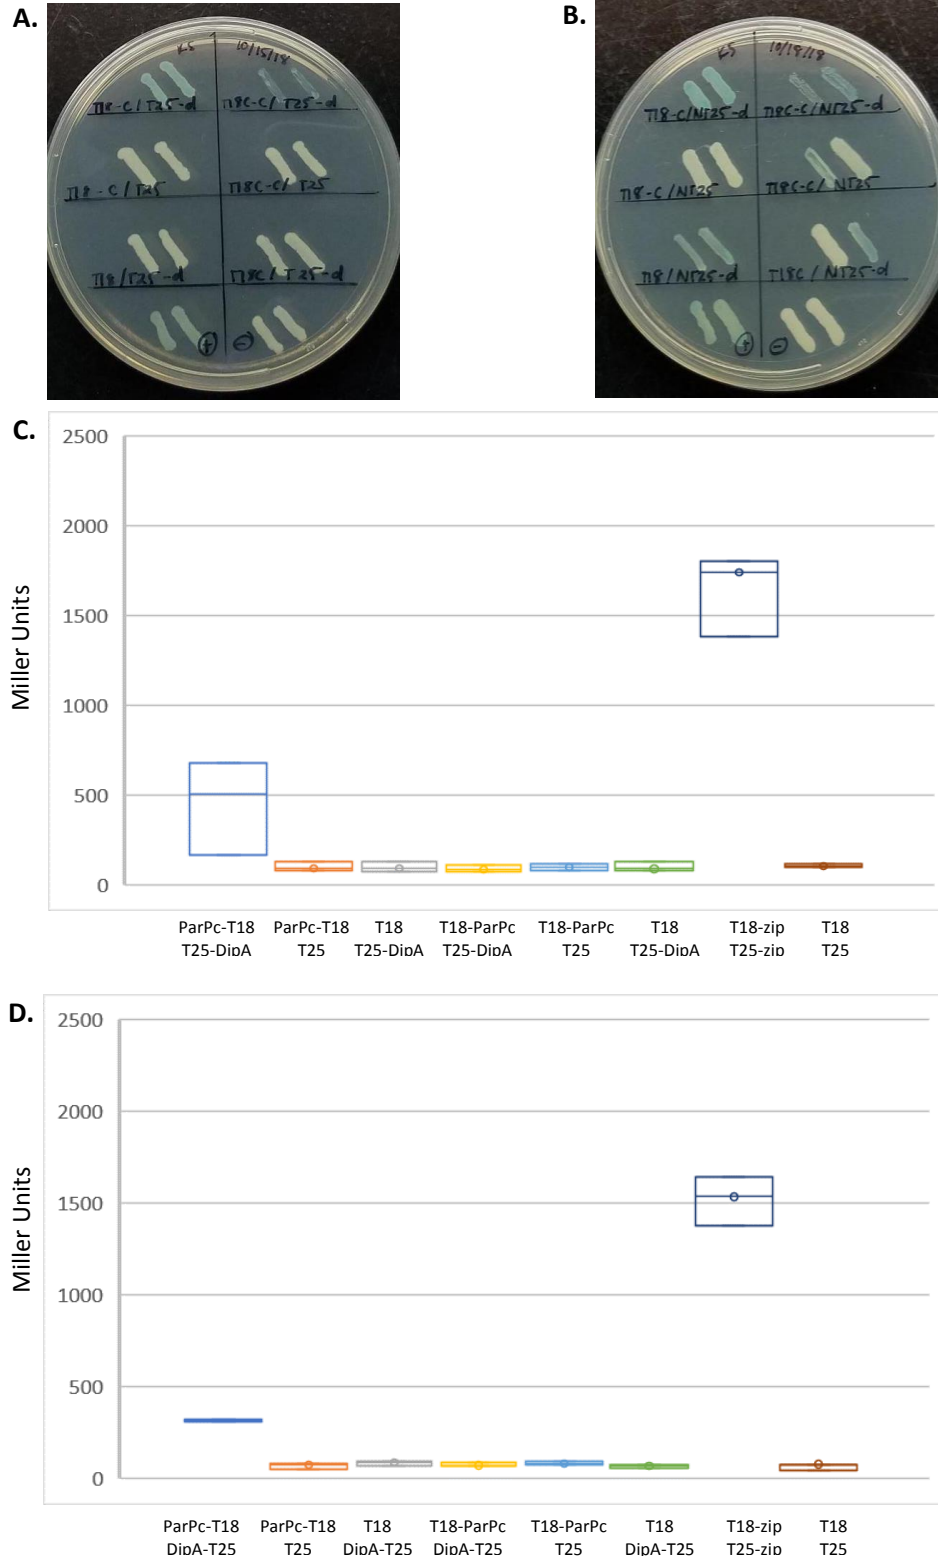 A.
B.
KS 10/15/18
T18-C/T25-d T18C-C/T25-d
T18-C/T25 T18C-C/T25
T18/T25-d T18C/T25-d
+ -
KS 10/18/18
T18-C/NT25-d T18C-C/NT25-d
T18-C/NT25 T18C-C/NT25
T18/NT25-d T18C/NT25-d
+ -
C.
2500
2000
1500
1000
500
0
Miller Units
ParPc-T18 ParPc-T18 T18 T18-ParPc T18-ParPc T18 T18-zip T18
T25-DipA T25 T25-DipA T25-DipA T25 T25-DipA T25-zip T25
D.
2500
2000
1500
1000
500
0
Miller Units
ParPc-T18 ParPc-T18 T18 T18-ParPc T18-ParPc T18 T18-zip T18
DipA-T25 T25 DipA-T25 DipA-T25 T25 DipA-T25 T25-zip T25